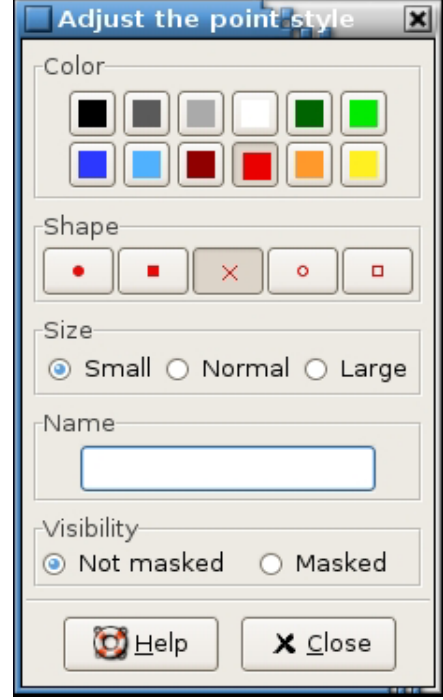 Adjust the point style
Color
Shape
Size
Small Normal Large
Name
Visibility
Not masked Masked
Help Close